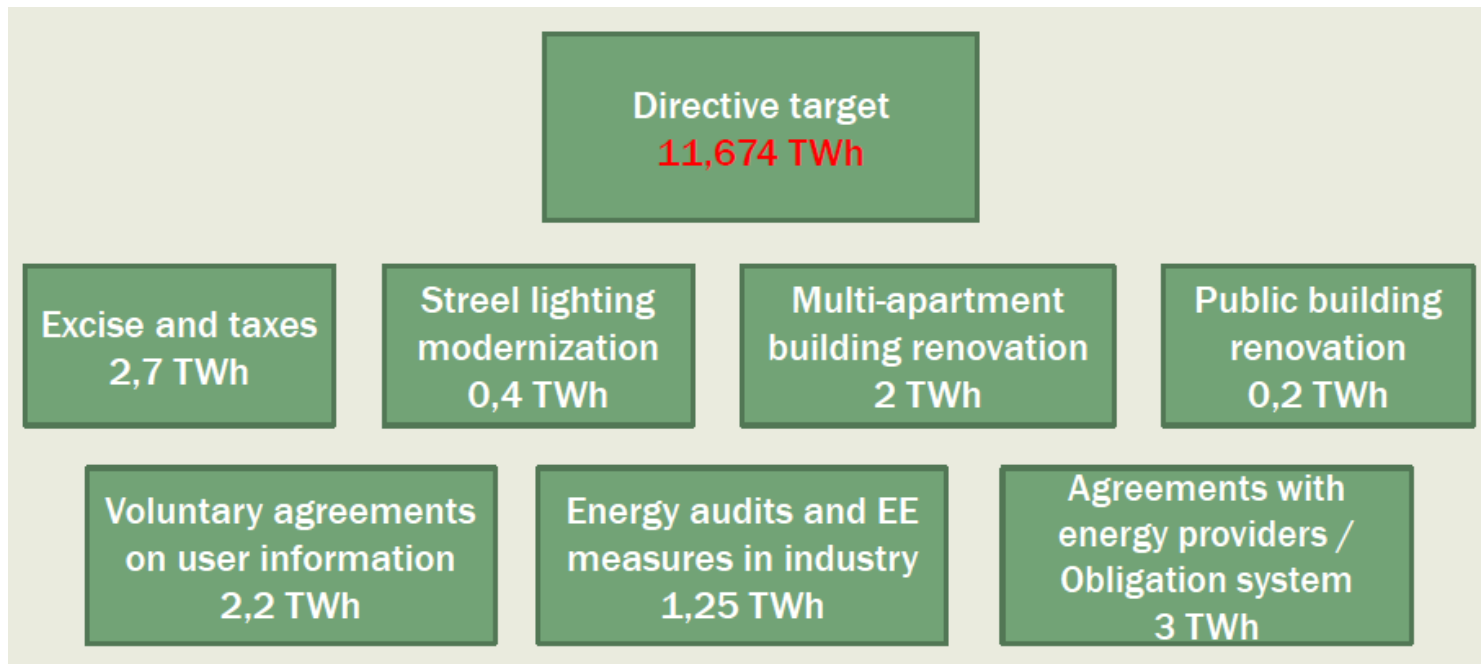 Directive target
11,674 TWh
Excise and taxes
2,7 TWh
Streel lighting
modernization
0,4 TWh
Multi-apartment
building renovation
2 TWh
Public building
renovation
0,2 TWh
Voluntary agreements
on user information
2,2 TWh
Energy audits and EE
measures in industry
1,25 TWh
Agreements with
energy providers /
Obligation system
3 TWh